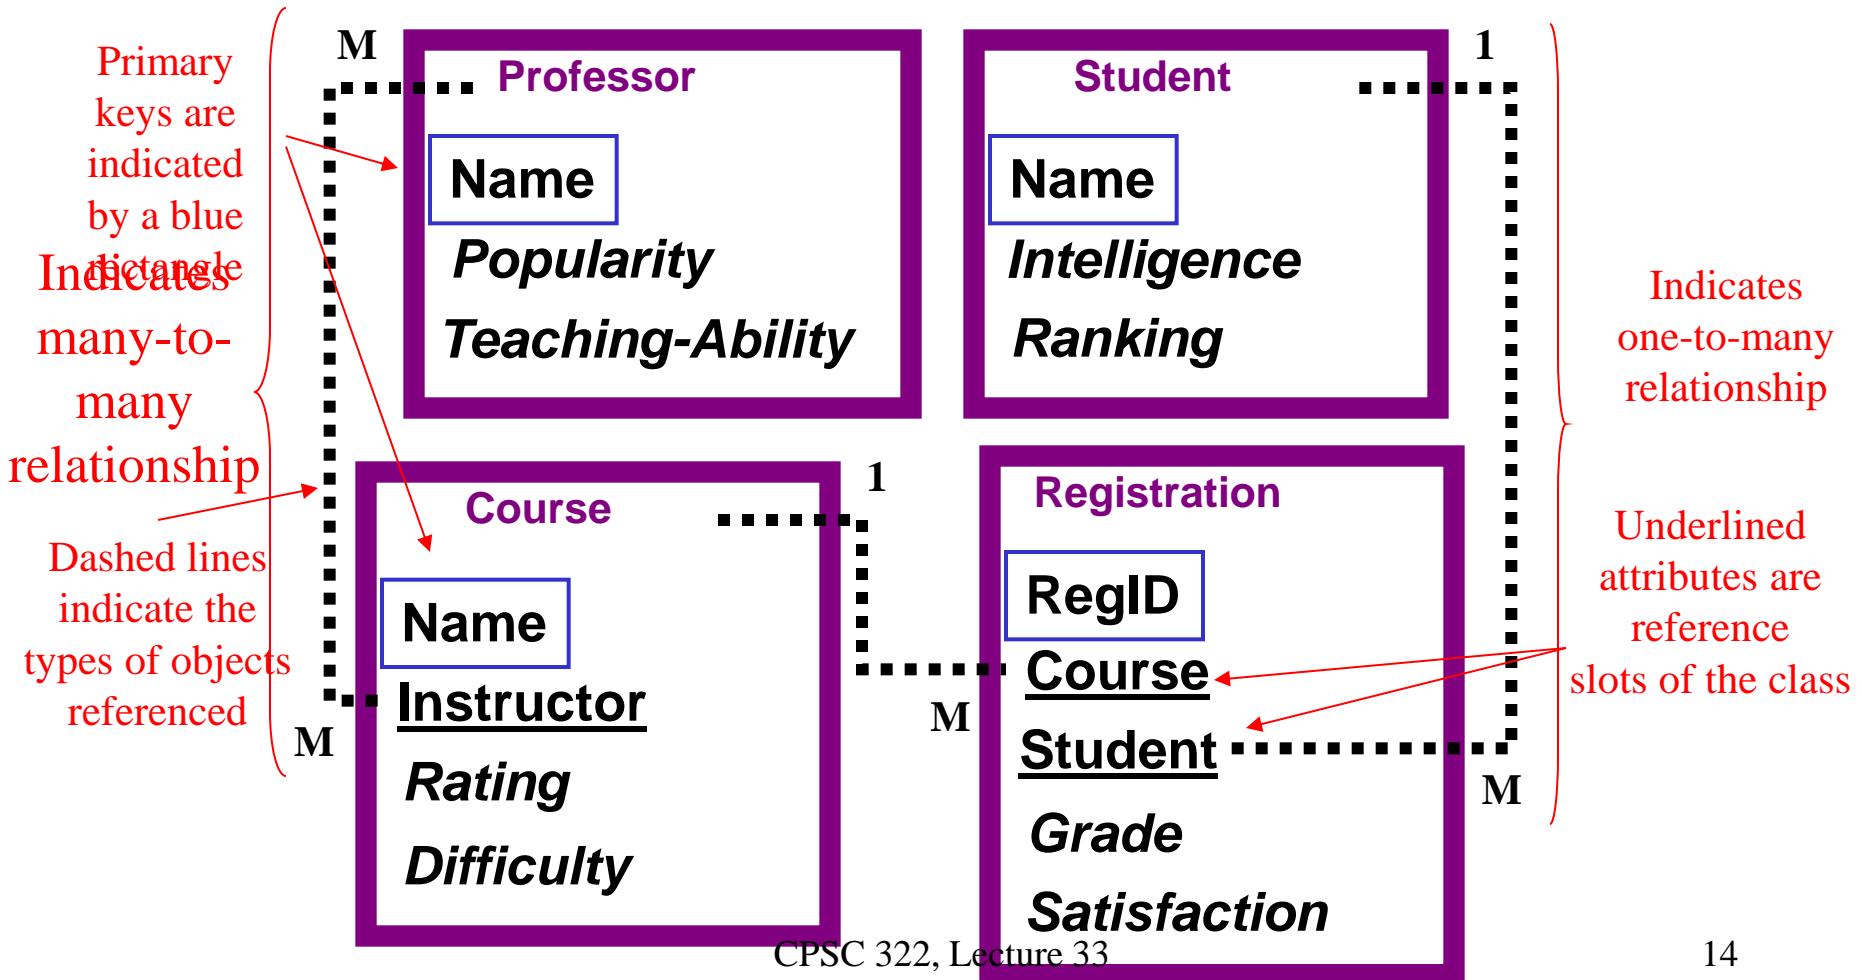 Primary
keys are
indicated
by a blue
rectangle
Indicates
many-to-
many
relationship
Dashed lines
indicate the
types of objects
referenced
M
Professor
Name
Popularity
Teaching-Ability
1
Student
Name
Intelligence
Ranking
M
1
Course
Name
Instructor
Rating
Difficulty
M
Registration
RegID
Course
Student
Grade
Satisfaction
M
Indicates
one-to-many
relationship
Underlined
attributes are
reference
slots of the class
CPSC 322, Lecture 33
14